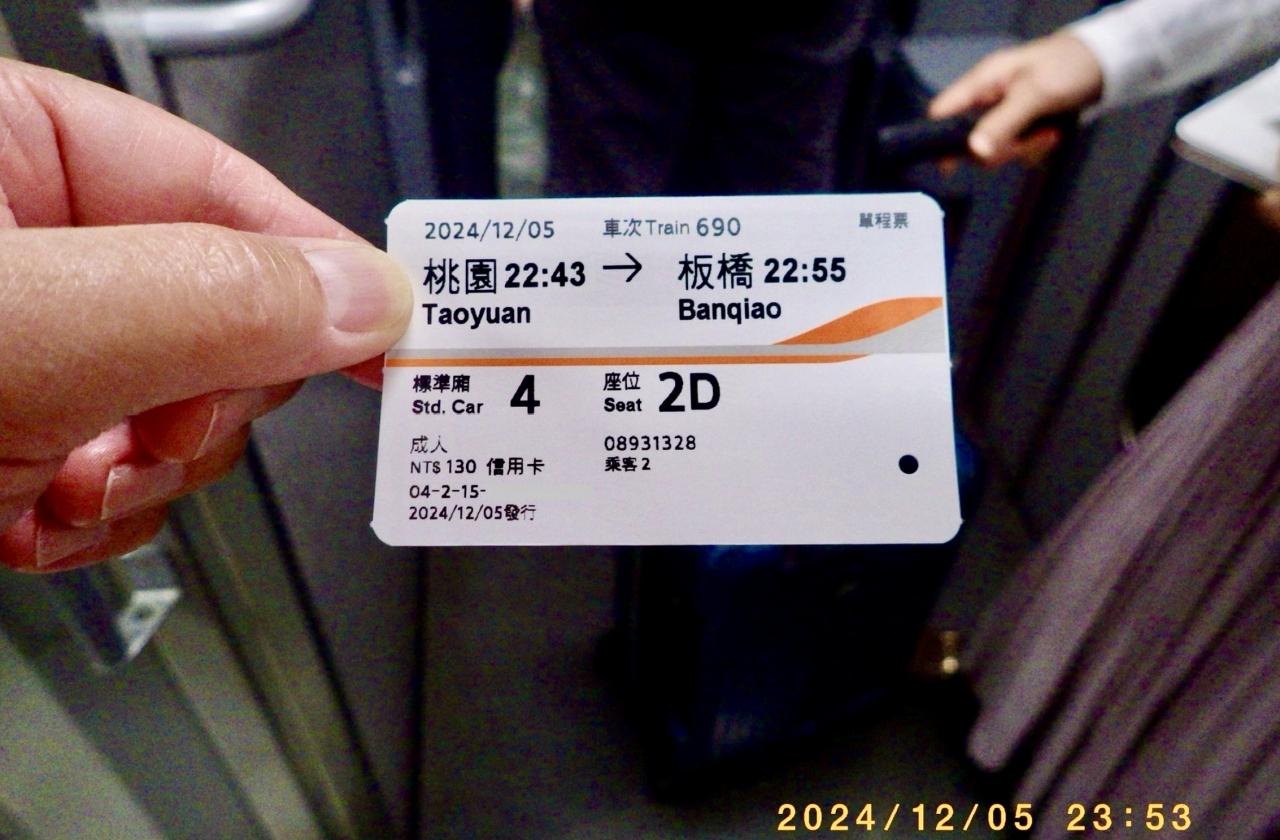 2024/12/05 車次Train 690 單程票
桃園 22:43 → 板橋 22:55
Taoyuan Banqiao
標準廂 座位
Std. Car 4 Seat 2D
成人 08931328
NT$ 130 信用卡 乘客 2
04-2-15-
2024/12/05發行
2024/12/05 23:53